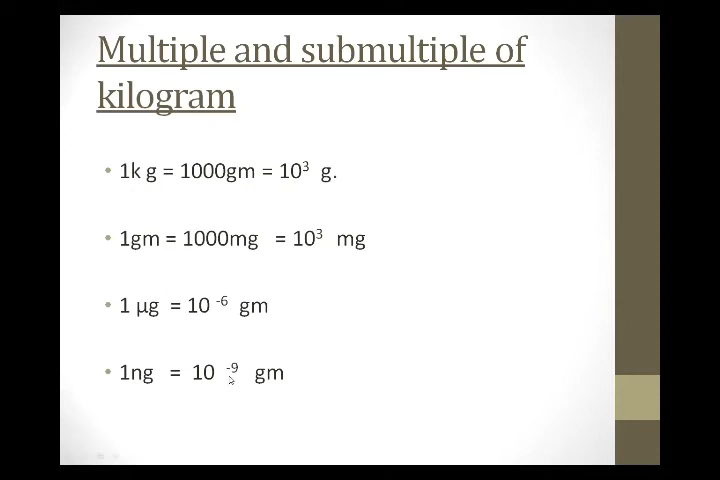 Multiple and submultiple of
kilogram
• 1k g = 1000gm = 10³ g.
• 1gm = 1000mg = 10³ mg
• 1 µg = 10 ⁻⁶ gm
• 1ng = 10 ⁻⁹ gm